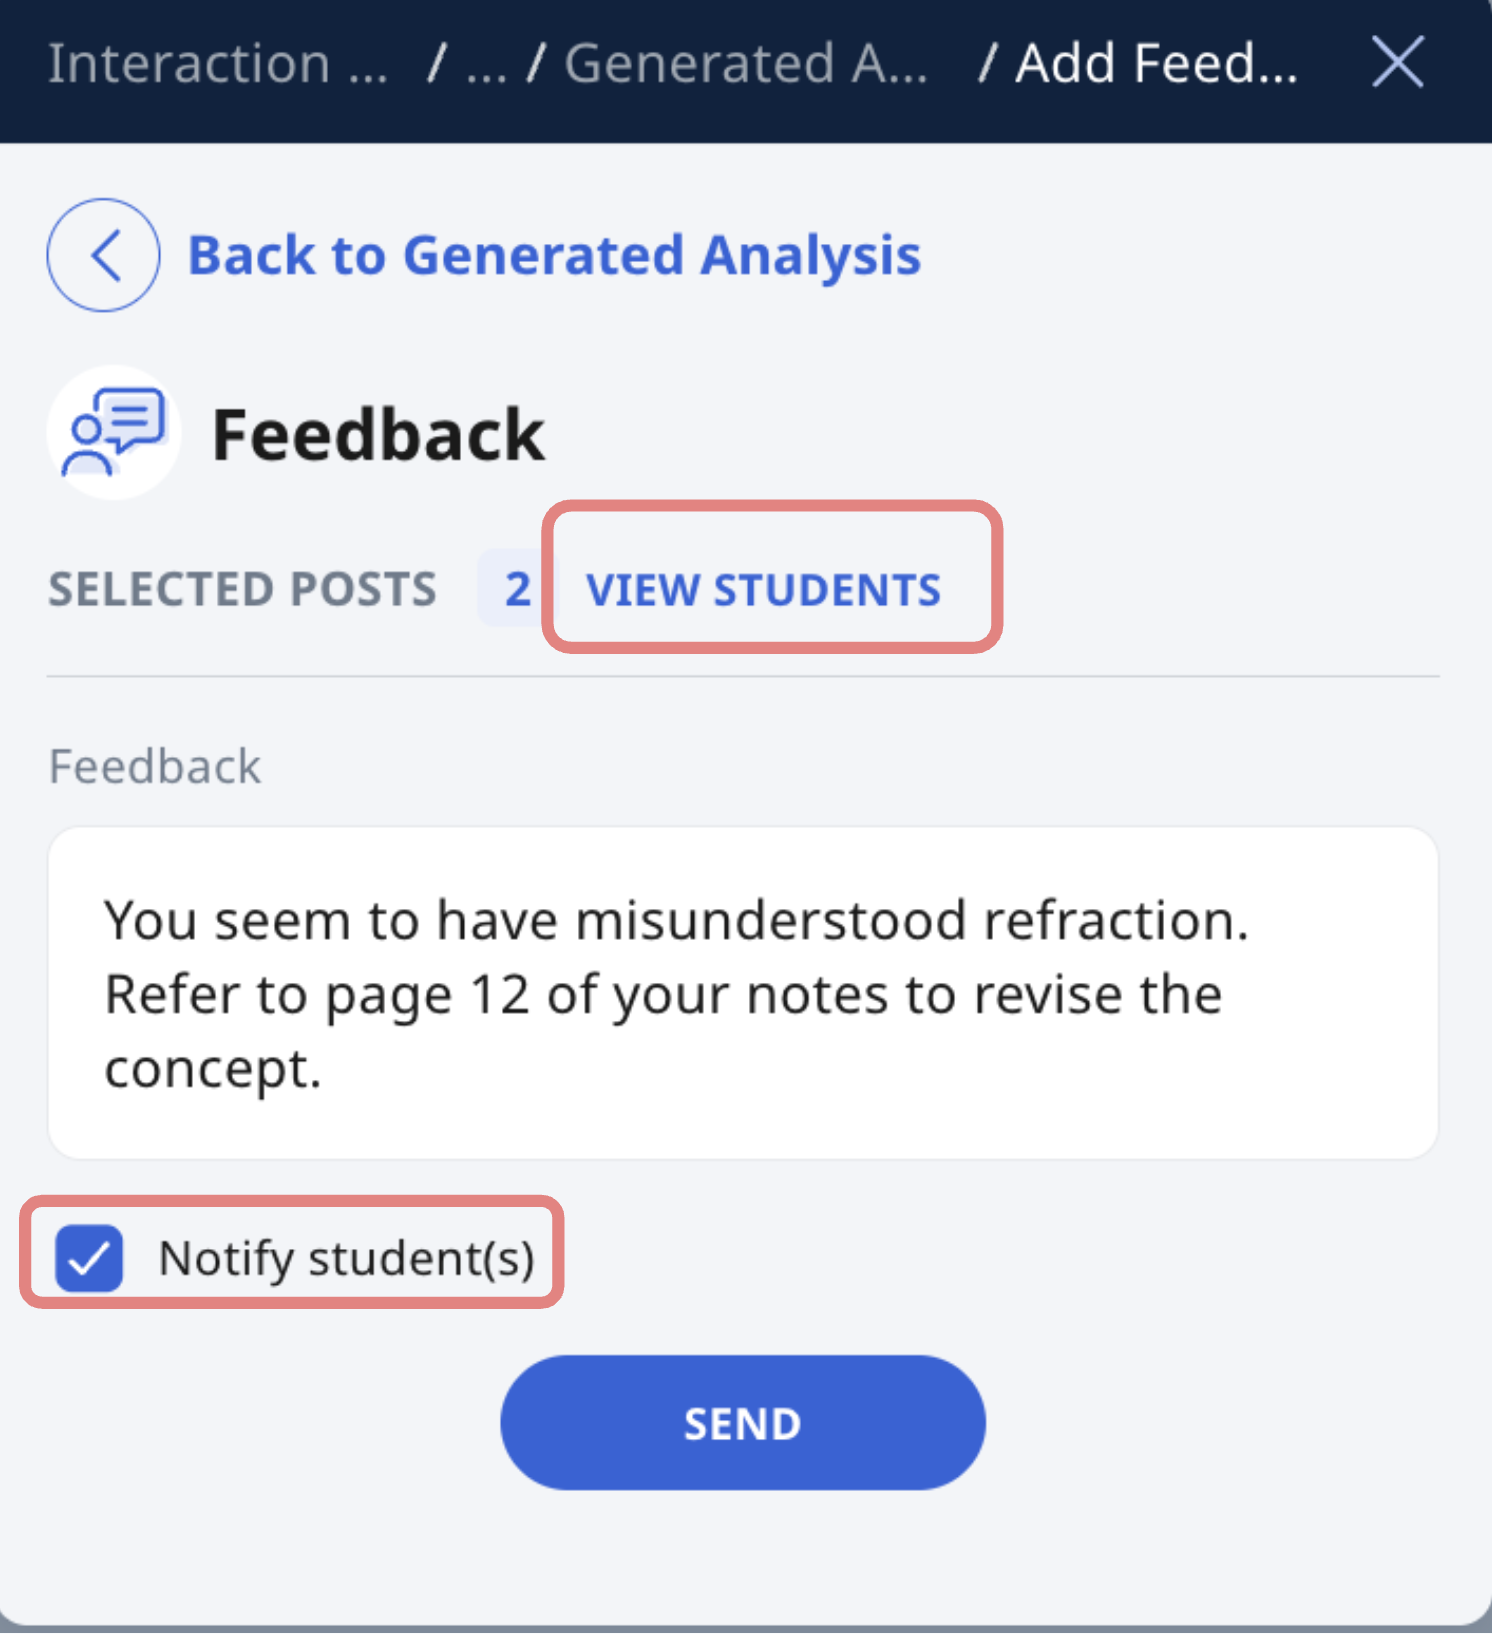 Interaction ... / ... / Generated A... / Add Feed...
Back to Generated Analysis
Feedback
SELECTED POSTS 2 VIEW STUDENTS
Feedback
You seem to have misunderstood refraction.
Refer to page 12 of your notes to revise the
concept.
Notify student(s)
SEND